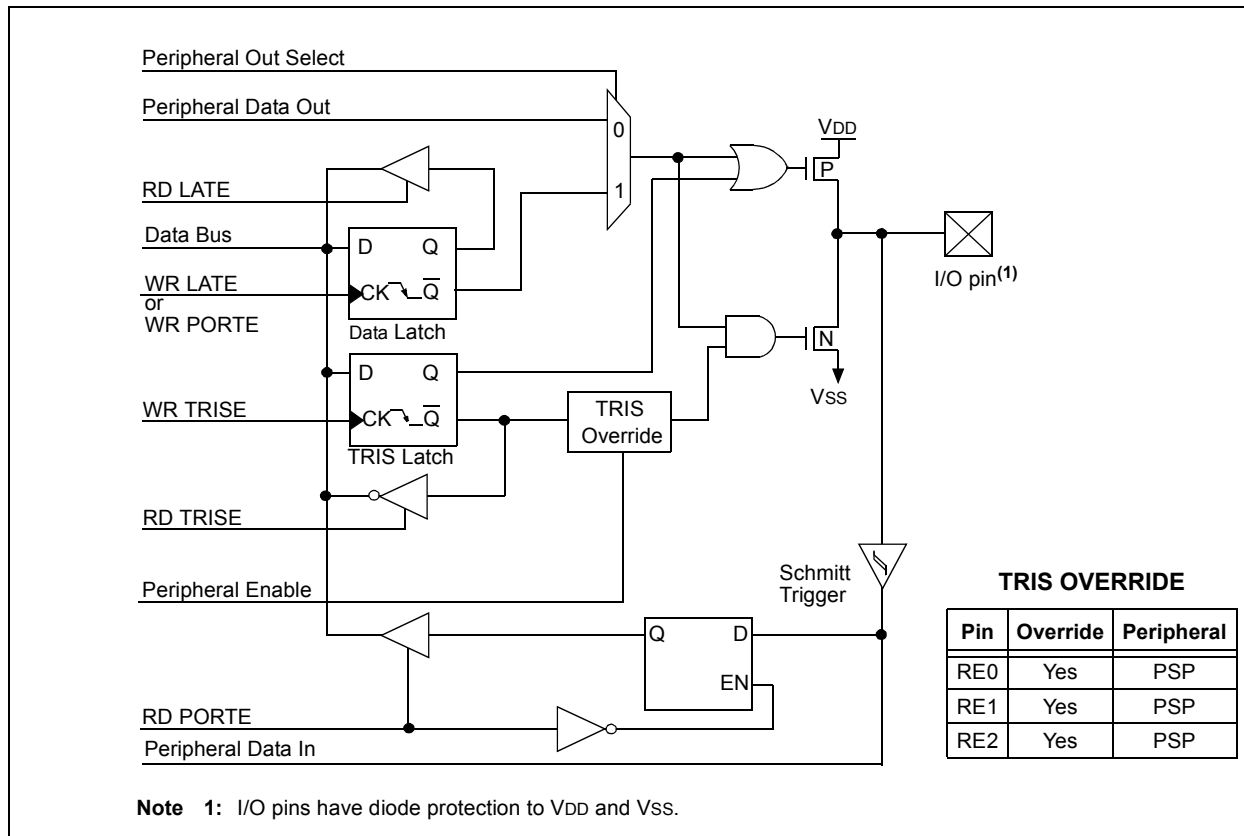 Peripheral Out Select
Peripheral Data Out
0
1
VDD
P
RD LATE
Data Bus
D Q
CK Q̅
Data Latch
WR LATE
or
WR PORTE
I/O pin(1)
N
VSS
D Q
CK Q̅
TRIS Latch
WR TRISE
TRIS
Override
RD TRISE
Peripheral Enable
Schmitt
Trigger
Q D
EN
RD PORTE
Peripheral Data In
TRIS OVERRIDE
Pin Override Peripheral
RE0 Yes PSP
RE1 Yes PSP
RE2 Yes PSP
Note 1: I/O pins have diode protection to VDD and VSS.